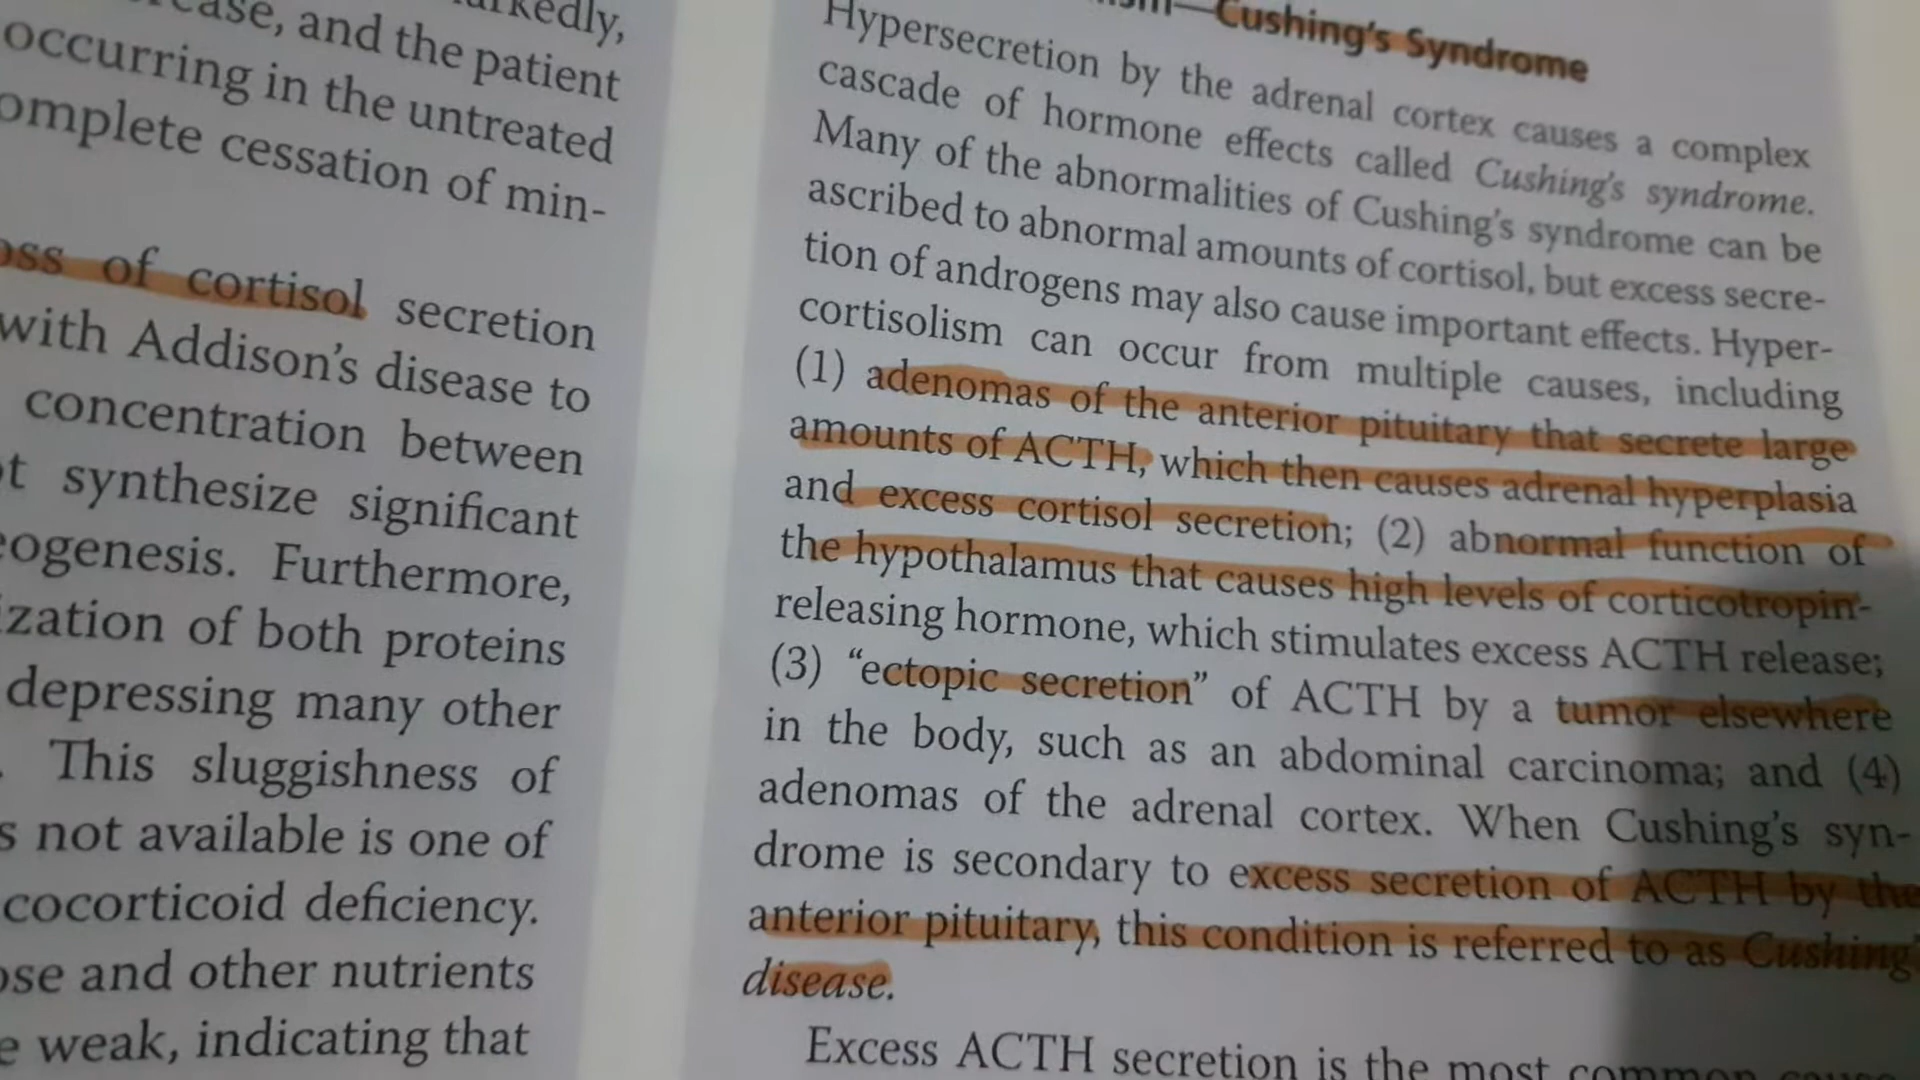 and the patient
occurring in the untreated
cessation of min-
of cortisol secretion
with Addison's disease to
concentration between
synthesize significant
Furthermore,
of both proteins
depressing many other
This sluggishness of
not available is one of
deficiency.
and other nutrients
weak, indicating that
Cushing's Syndrome
Hypersecretion by the adrenal cortex causes a complex
cascade of hormone effects called Cushing's syndrome.
Many of the abnormalities of Cushing's syndrome can be
ascribed to abnormal amounts of cortisol, but excess secre-
tion of androgens may also cause important effects. Hyper-
cortisolism can occur from multiple causes, including
(1) adenomas of the anterior pituitary that secrete large
amounts of ACTH, which then causes adrenal hyperplasia
and excess cortisol secretion; (2) abnormal function of
the hypothalamus that causes high levels of corticotropin-
releasing hormone, which stimulates excess ACTH release;
(3) “ectopic secretion” of ACTH by a tumor elsewhere
in the body, such as an abdominal carcinoma; and (4)
adenomas of the adrenal cortex. When Cushing's syn-
drome is secondary to excess secretion of ACTH by the
anterior pituitary, this condition is referred to as Cushing'
disease.
Excess ACTH secretion is the most common